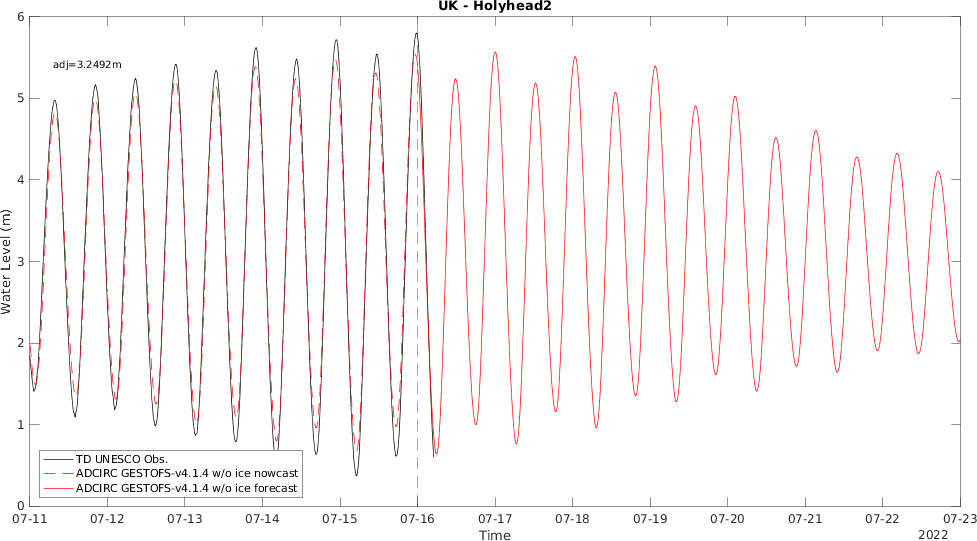 UK - Holyhead2
adj=3.2492m
6
5
4
3
2
1
0
Water Level (m)
TD UNESCO Obs.
ADCIRC GESTOFS-v4.1.4 w/o ice nowcast
ADCIRC GESTOFS-v4.1.4 w/o ice forecast
07-11 07-12 07-13 07-14 07-15 07-16 07-17 07-18 07-19 07-20 07-21 07-22 07-23
Time
2022